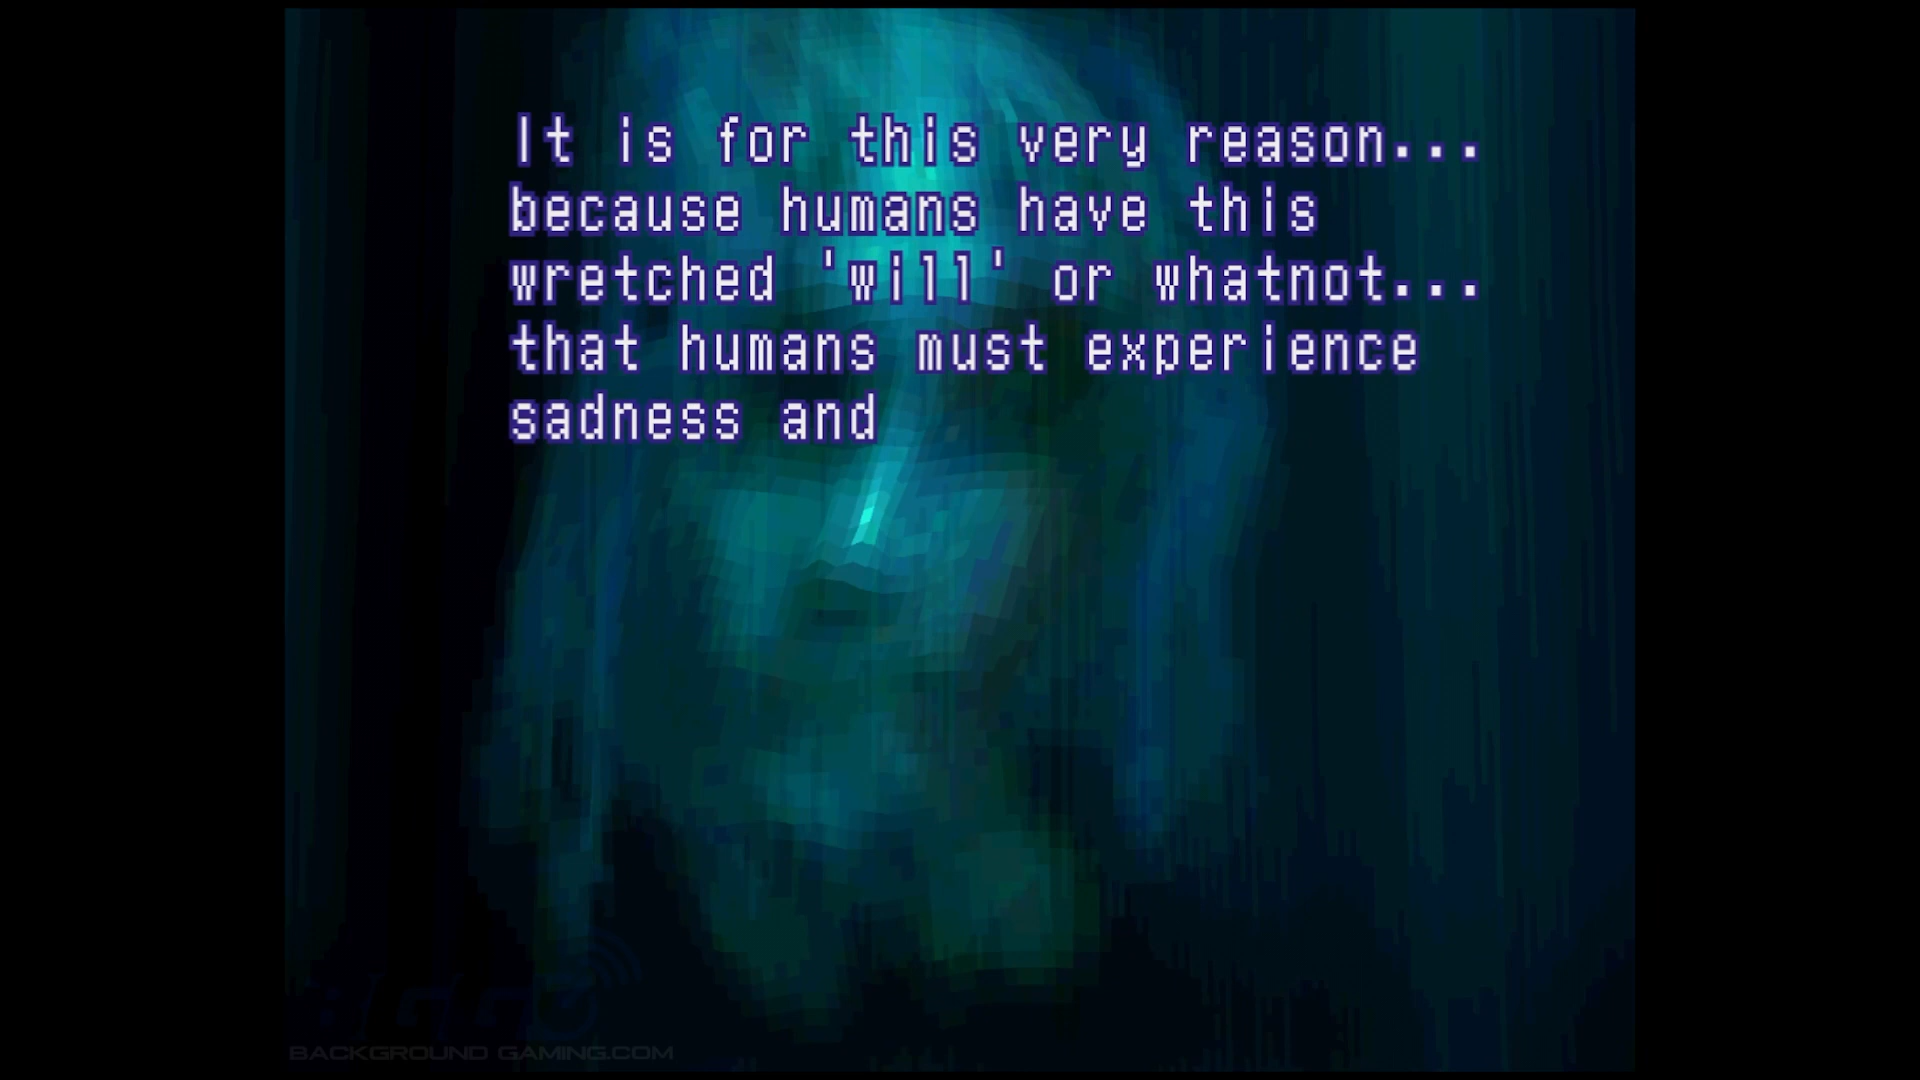 It is for this very reason...
because humans have this
wretched 'will' or whatnot...
that humans must experience
sadness and
BGG
BACKGROUND GAMING.COM